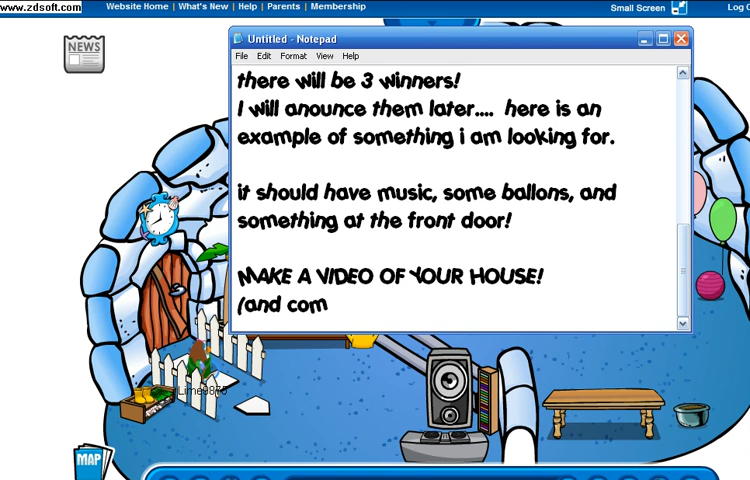 www.zdsoft.com
Website Home | What's New | Help | Parents | Membership
Small Screen
Log
NEWS
Untitled - Notepad
File Edit Format View Help
there will be 3 winners!
I will anounce them later.... here is an
example of something i am looking for.
it should have music, some ballons, and
something at the front door!
MAKE A VIDEO OF YOUR HOUSE!
(and com
MAP